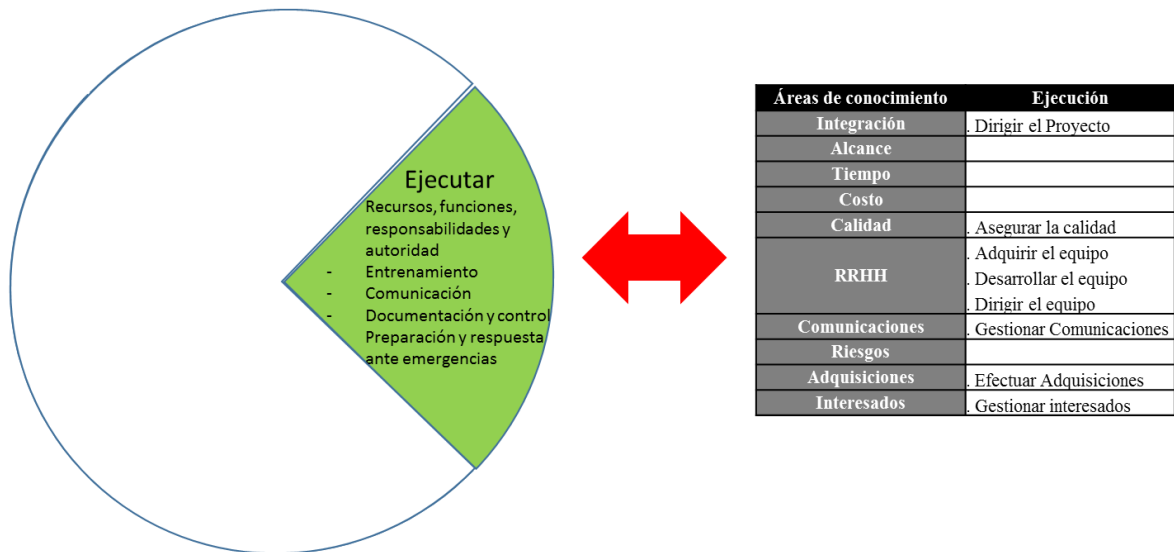 Ejecutar
Recursos, funciones,
responsabilidades y
autoridad
- Entrenamiento
- Comunicación
- Documentación y control
Preparación y respuesta
ante emergencias
Áreas de conocimiento Ejecución
Integración . Dirigir el Proyecto
Alcance
Tiempo
Costo
Calidad . Asegurar la calidad
RRHH . Adquirir el equipo
. Desarrollar el equipo
. Dirigir el equipo
Comunicaciones . Gestionar Comunicaciones
Riesgos
Adquisiciones . Efectuar Adquisiciones
Interesados . Gestionar interesados